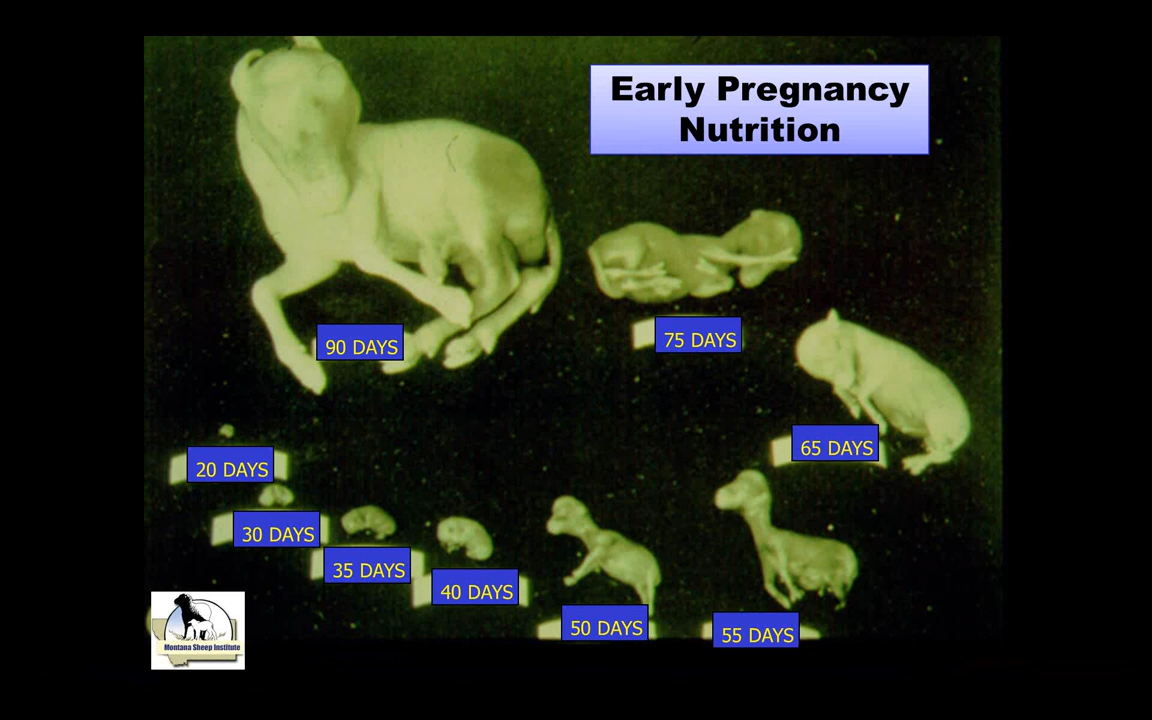 Early Pregnancy
Nutrition
90 DAYS
75 DAYS
65 DAYS
20 DAYS
30 DAYS
35 DAYS
40 DAYS
50 DAYS
55 DAYS
Montana Sheep Institute